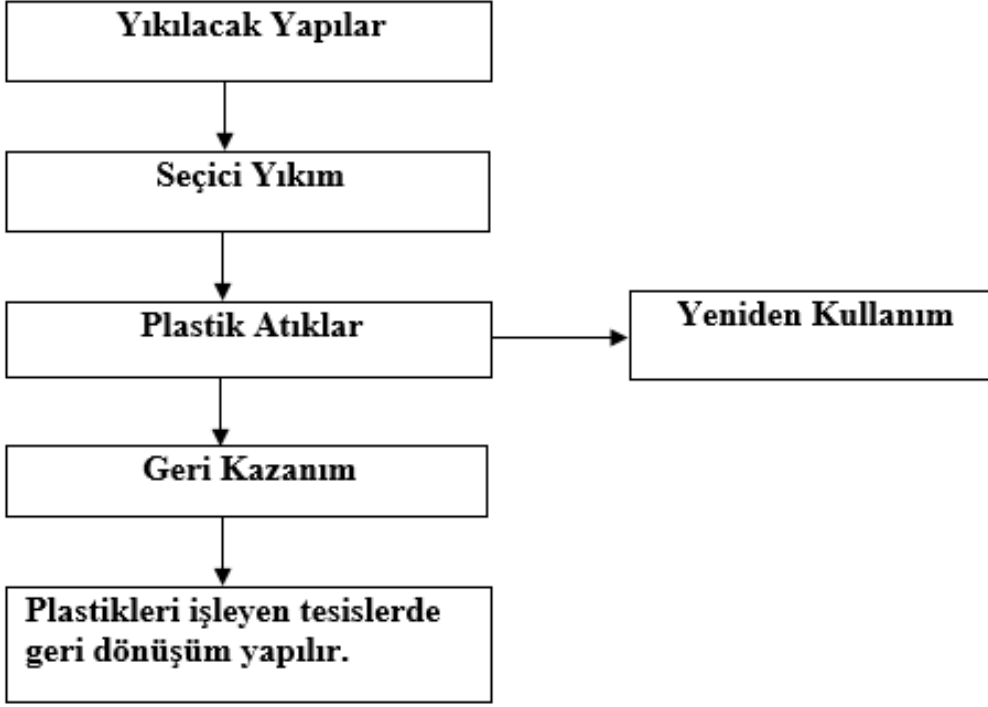 Yıkılacak Yapılar
Seçici Yıkım
Plastik Atıklar
Yeniden Kullanım
Geri Kazanım
Plastikleri işleyen tesislerde
geri dönüşüm yapılır.